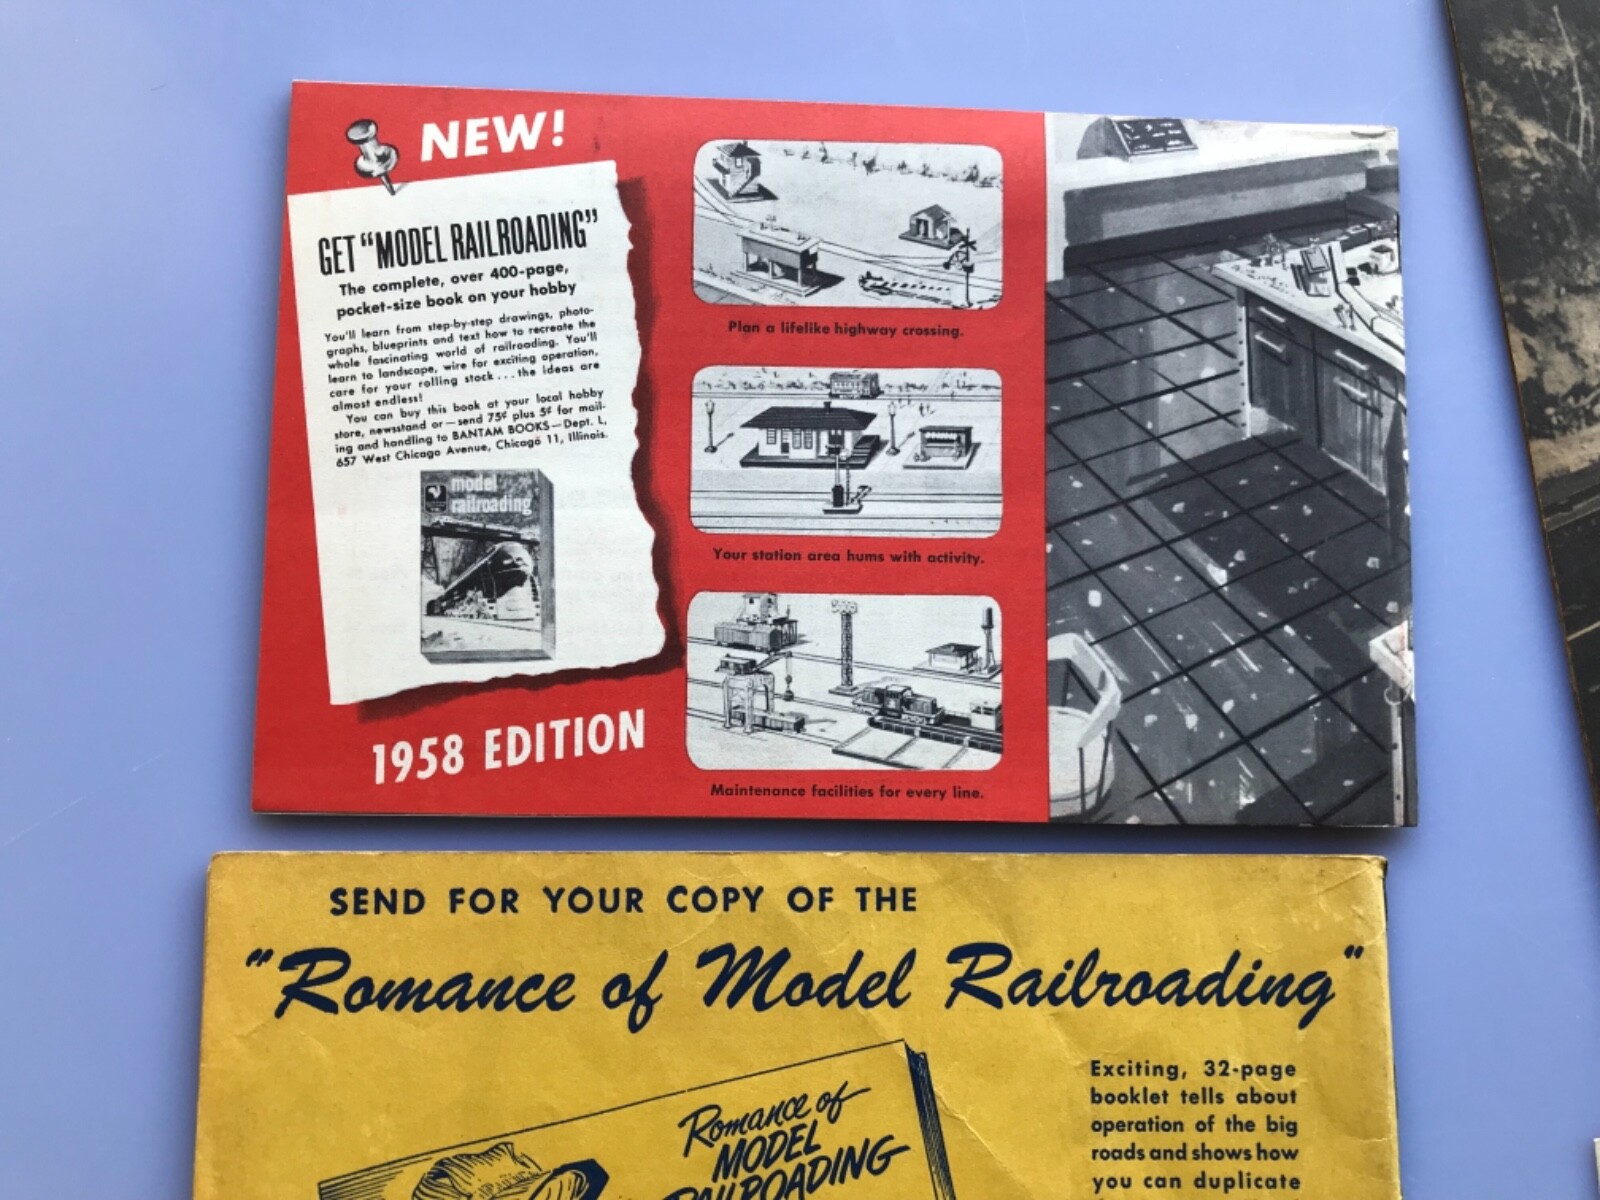 NEW!
GET "MODEL RAILROADING"
The complete, over 400-page,
pocket-size book on your hobby
You'll learn from step-by-step drawings, photo-
graphs, blueprints and text how to recreate the
whole fascinating world of railroading. You'll
learn to landscape, wire for exciting operation,
care for your rolling stock ... the ideas are
almost endless!
You can buy this book at your local hobby
store, newsstand or — send 75¢ plus 5¢ for mail-
ing and handling to BANTAM BOOKS — Dept. L,
657 West Chicago Avenue, Chicago 11, Illinois.
model
railroading
1958 EDITION
Plan a lifelike highway crossing.
Your station area hums with activity.
Maintenance facilities for every line.
SEND FOR YOUR COPY OF THE
"Romance of Model Railroading"
Romance of
MODEL
RAILROADING
Exciting, 32-page
booklet tells about
operation of the big
roads and shows how
you can duplicate